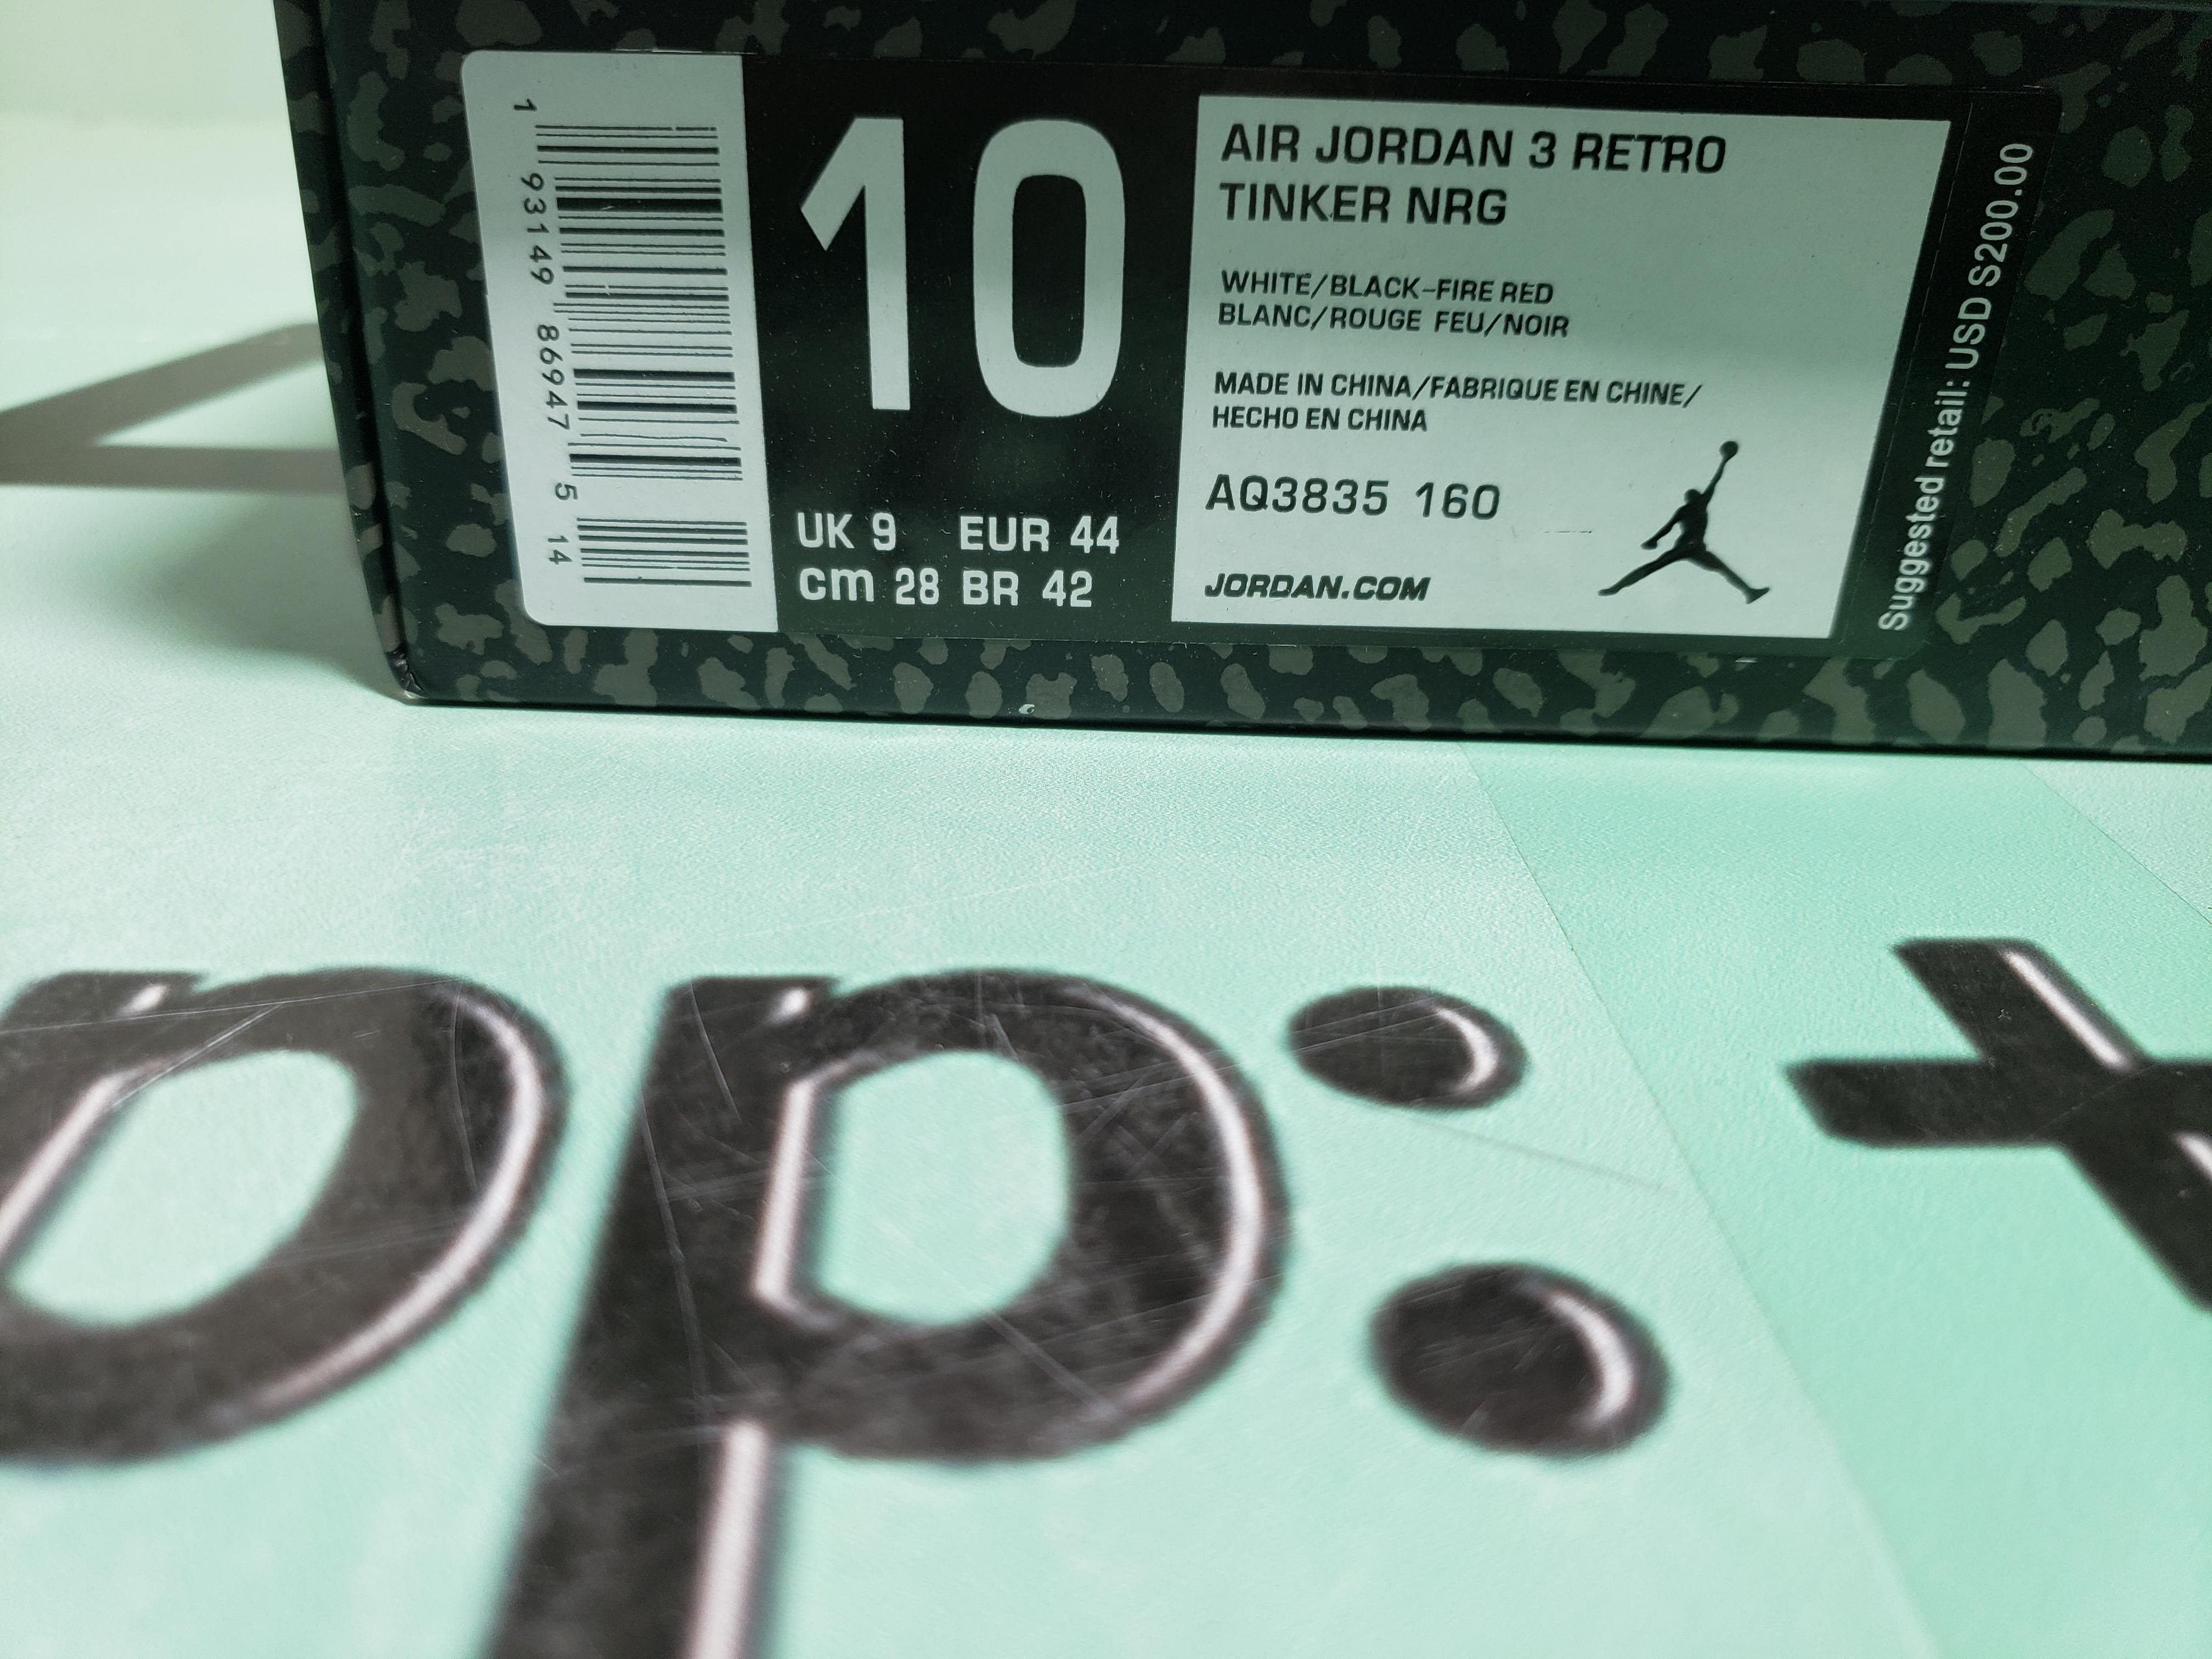 1 93149 86947 5 14
10
UK 9 EUR 44
cm 28 BR 42
AIR JORDAN 3 RETRO
TINKER NRG
WHITE/BLACK-FIRE RED
BLANC/ROUGE FEU/NOIR
MADE IN CHINA/FABRIQUE EN CHINE/
HECHO EN CHINA
AQ3835 160
JORDAN.COM
Suggested retail: USD S200.00
pp: +